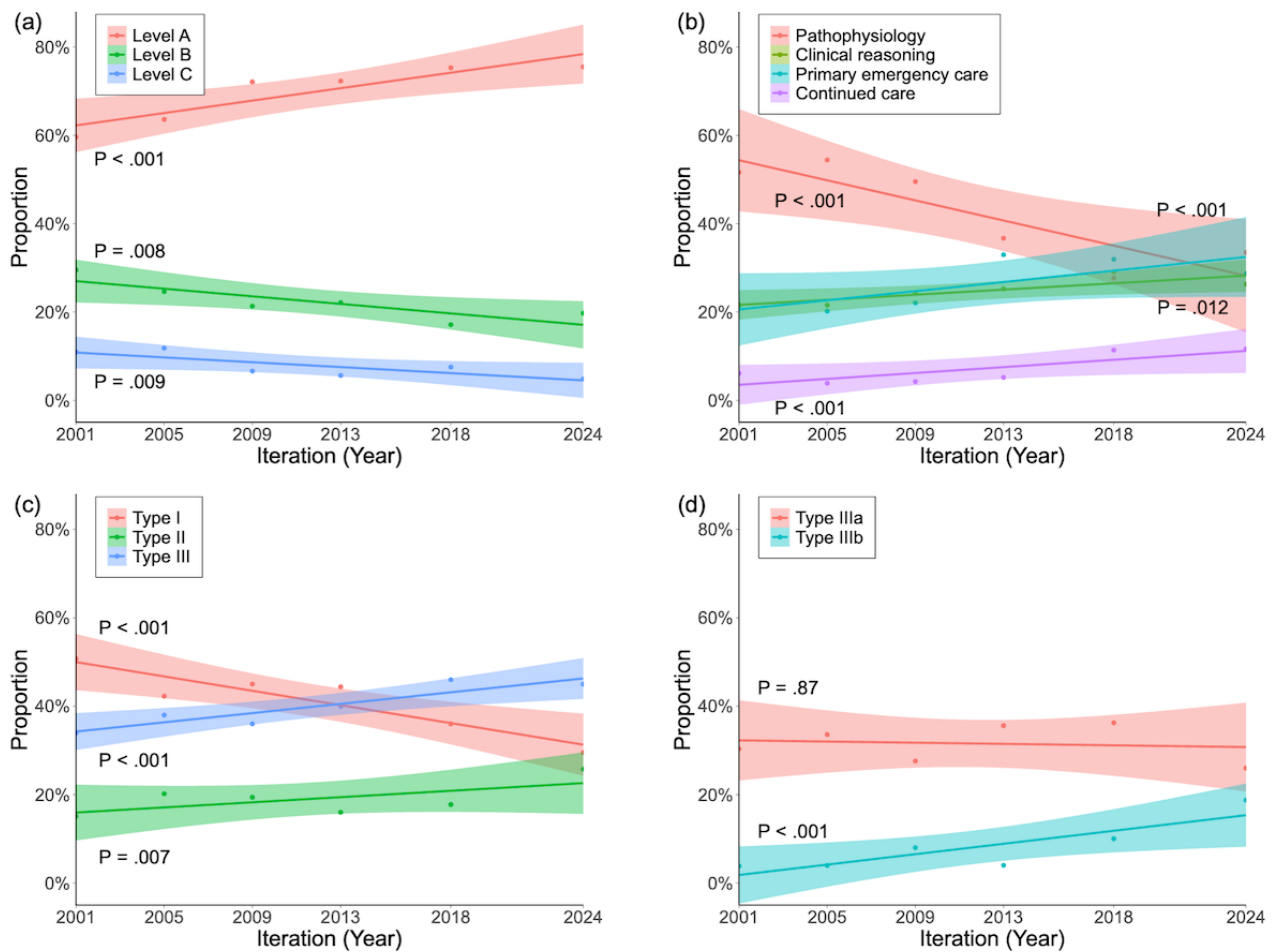 (a)
Level A
Level B
Level C
80%
60%
40%
20%
0%
Proportion
P < .001
P = .008
P = .009
2001 2005 2009 2013 2018 2024
Iteration (Year)
(b)
Pathophysiology
Clinical reasoning
Primary emergency care
Continued care
80%
60%
40%
20%
0%
Proportion
P < .001
P < .001
P = .012
P < .001
2001 2005 2009 2013 2018 2024
Iteration (Year)
(c)
Type I
Type II
Type III
80%
60%
40%
20%
0%
Proportion
P < .001
P < .001
P = .007
2001 2005 2009 2013 2018 2024
Iteration (Year)
(d)
Type IIIa
Type IIIb
80%
60%
40%
20%
0%
Proportion
P = .87
P < .001
2001 2005 2009 2013 2018 2024
Iteration (Year)